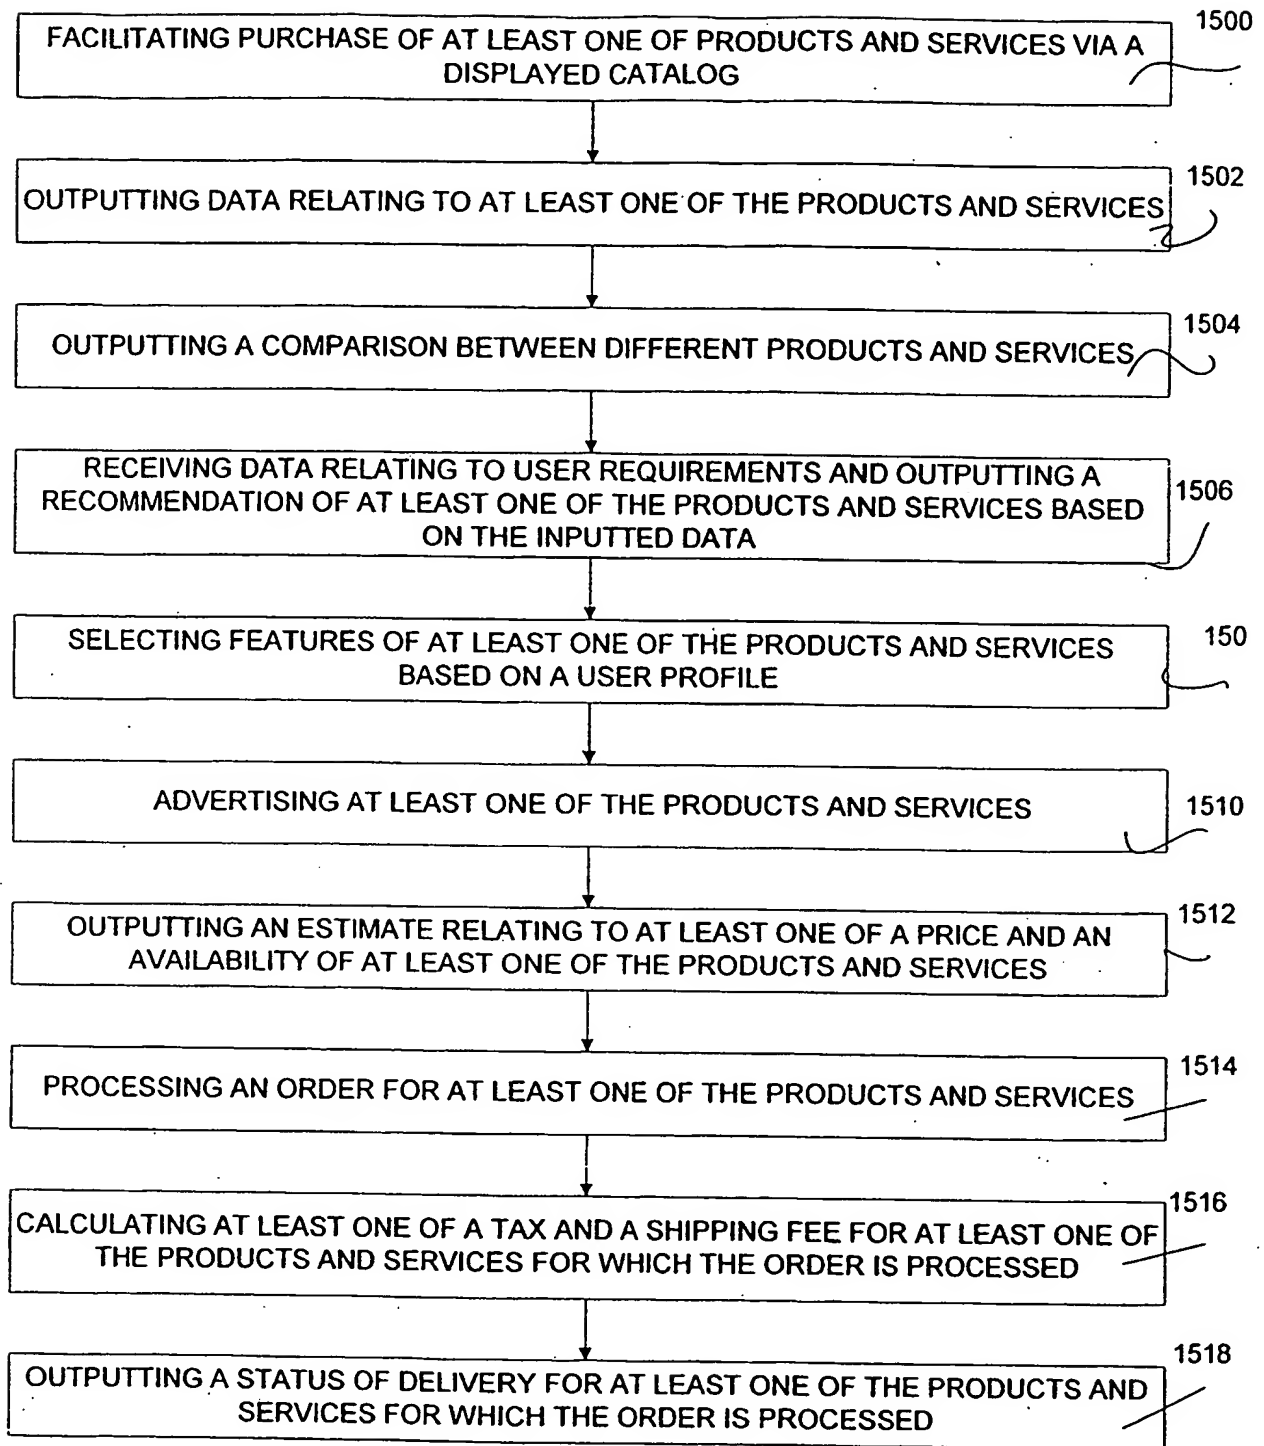 1500
FACILITATING PURCHASE OF AT LEAST ONE OF PRODUCTS AND SERVICES VIA A
DISPLAYED CATALOG
1502
OUTPUTTING DATA RELATING TO AT LEAST ONE OF THE PRODUCTS AND SERVICES
1504
OUTPUTTING A COMPARISON BETWEEN DIFFERENT PRODUCTS AND SERVICES
RECEIVING DATA RELATING TO USER REQUIREMENTS AND OUTPUTTING A
1506
RECOMMENDATION OF AT LEAST ONE OF THE PRODUCTS AND SERVICES BASED
ON THE INPUTTED DATA
150
SELECTING FEATURES OF AT LEAST ONE OF THE PRODUCTS AND SERVICES
BASED ON A USER PROFILE
1510
ADVERTISING AT LEAST ONE OF THE PRODUCTS AND SERVICES
1512
OUTPUTTING AN ESTIMATE RELATING TO AT LEAST ONE OF A PRICE AND AN
AVAILABILITY OF AT LEAST ONE OF THE PRODUCTS AND SERVICES
1514
PROCESSING AN ORDER FOR AT LEAST ONE OF THE PRODUCTS AND SERVICES
1516
CALCULATING AT LEAST ONE OF A TAX AND A SHIPPING FEE FOR AT LEAST ONE OF
THE PRODUCTS AND SERVICES FOR WHICH THE ORDER IS PROCESSED
1518
OUTPUTTING A STATUS OF DELIVERY FOR AT LEAST ONE OF THE PRODUCTS AND
SERVICES FOR WHICH THE ORDER IS PROCESSED